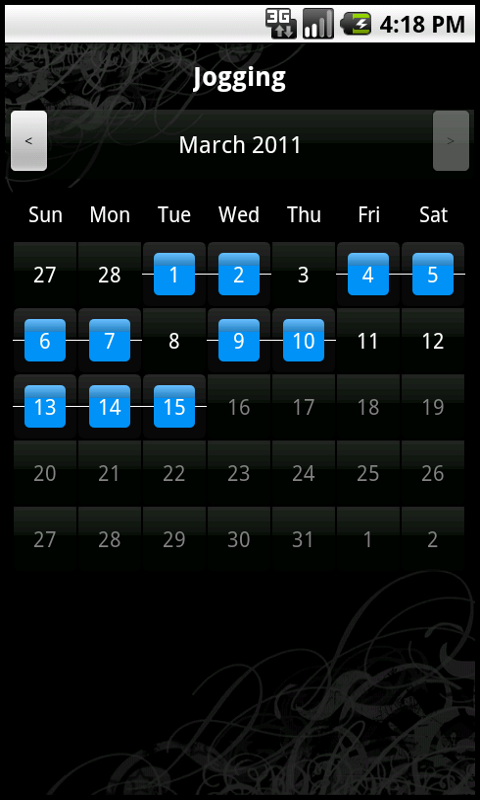 3G 4:18 PM
Jogging
< March 2011 >
Sun Mon Tue Wed Thu Fri Sat
27 28 1 2 3 4 5
6 7 8 9 10 11 12
13 14 15 16 17 18 19
20 21 22 23 24 25 26
27 28 29 30 31 1 2